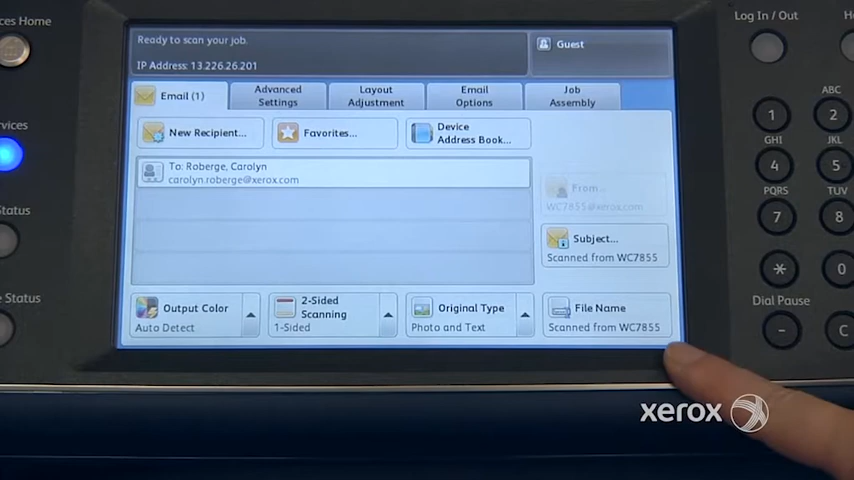 ces Home
Log In / Out
Ready to scan your job.
IP Address: 13.226.26.201
Guest
Email (1)
Advanced
Settings
Layout
Adjustment
Email
Options
Job
Assembly
New Recipient...
Favorites...
Device
Address Book...
To: Roberge, Carolyn
carolyn.roberge@xerox.com
From...
WC7855@xerox.com
Subject...
Scanned from WC7855
Output Color
Auto Detect
2-Sided
Scanning
1-Sided
Original Type
Photo and Text
File Name
Scanned from WC7855
vices
Status
e Status
ABC
1
2
GHI
JKL
4
5
PQRS
TUV
7
8
*
0
Dial Pause
-
C
xerox